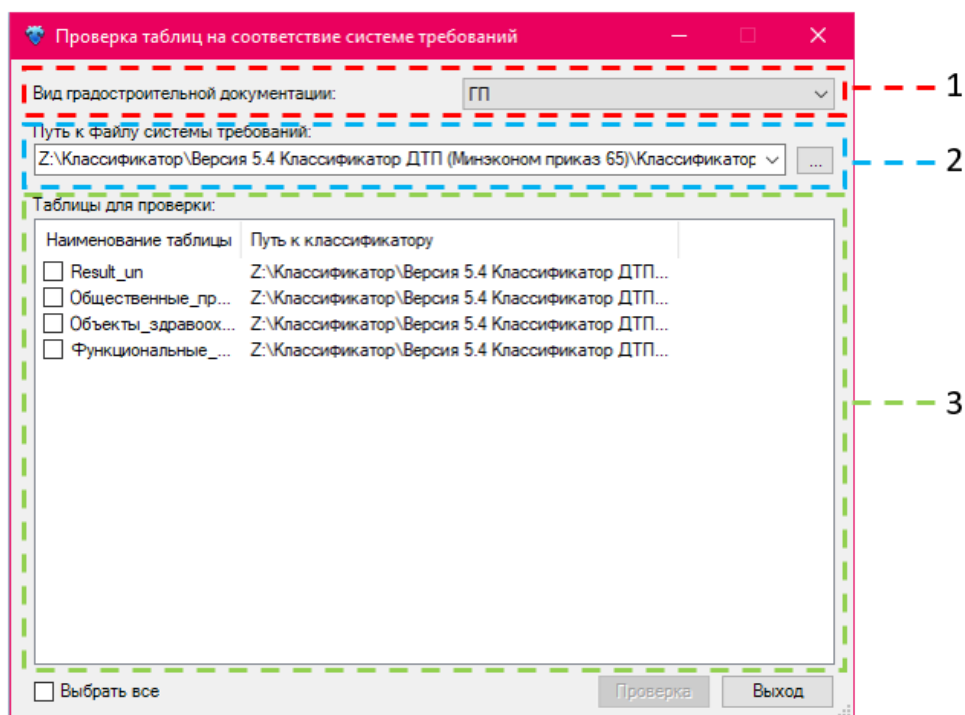 Проверка таблиц на соответствие системе требований
Вид градостроительной документации: ГП
1
Путь к файлу системы требований:
Z:\Классификатор\Версия 5.4 Классификатор ДТП (Минэконом приказ 65)\Классификатор ...
2
Таблицы для проверки:
Наименование таблицы Путь к классификатору
Result_un Z:\Классификатор\Версия 5.4 Классификатор ДТП...
Общественные_пр... Z:\Классификатор\Версия 5.4 Классификатор ДТП...
Объекты_здравоох... Z:\Классификатор\Версия 5.4 Классификатор ДТП...
Функциональные_... Z:\Классификатор\Версия 5.4 Классификатор ДТП...
3
Выбрать все Проверка Выход